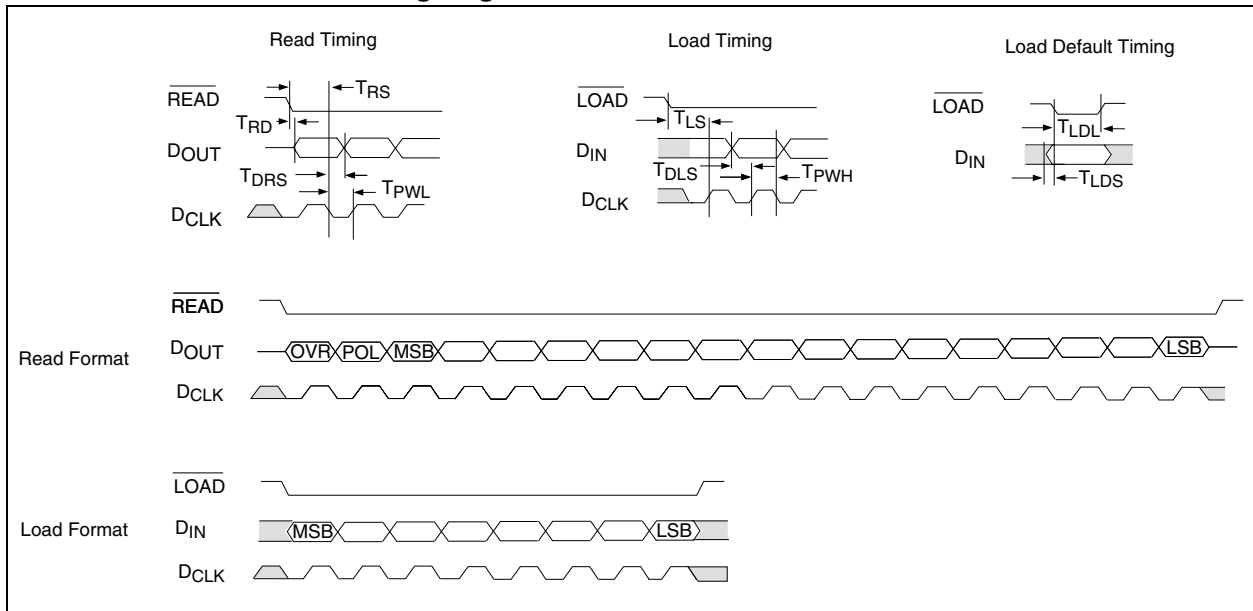 Read Timing
Load Timing
Load Default Timing
READ
TRS
TRD
DOUT
TDRS
TPWL
DCLK
LOAD
TLS
DIN
TDLS
TPWH
DCLK
LOAD
TLDL
DIN
TLDS
Read Format
READ
DOUT
OVR POL MSB LSB
DCLK
Load Format
LOAD
DIN
MSB LSB
DCLK